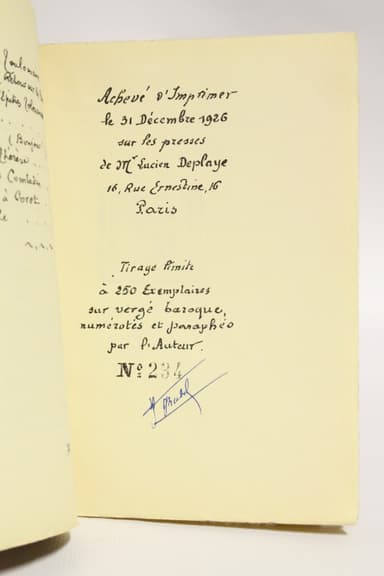 Achevé d'Imprimer
le 31 Décembre 1926
sur les presses
de Mr Lucien Deplaye
16, Rue Ernestine, 16
Paris
Tirage limité
à 250 Exemplaires
sur vergé baroque,
numérotés et paraphés
par l'Auteur.
Nº 234